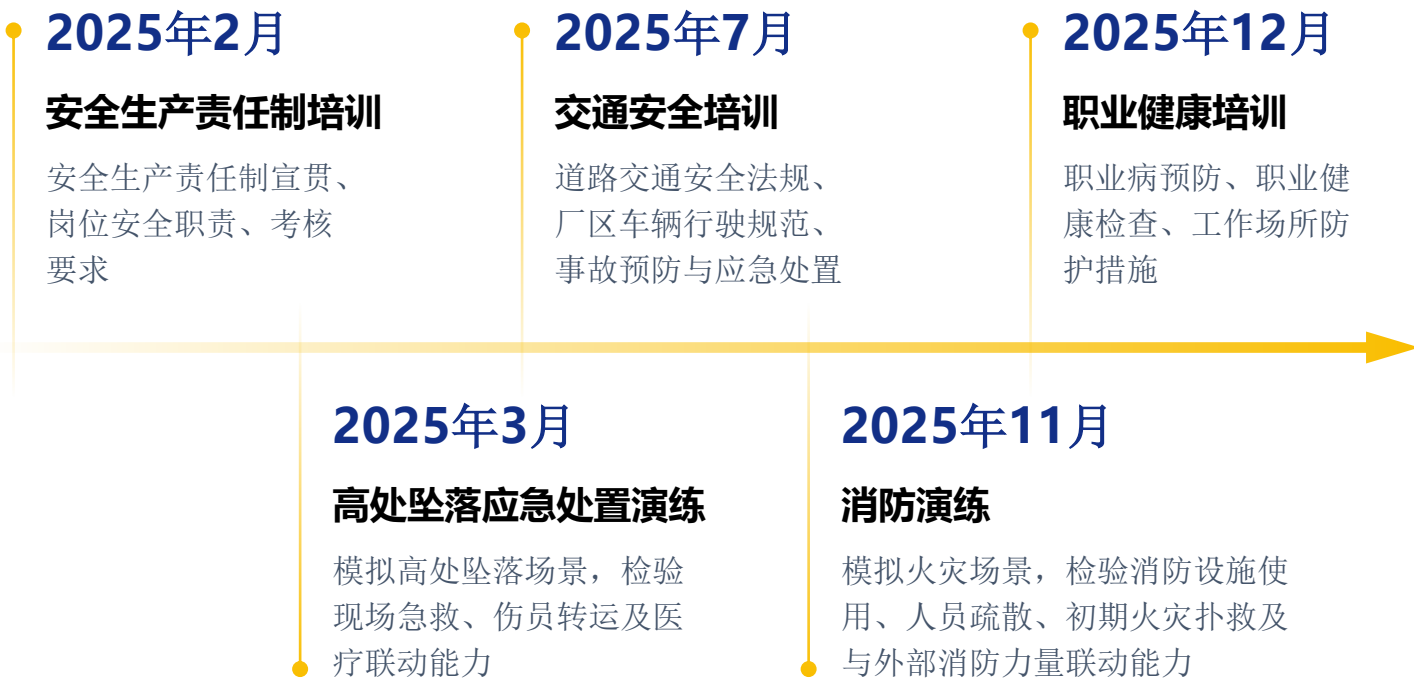 2025年2月
安全生产责任制培训
安全生产责任制宣贯、
岗位安全职责、考核
要求
2025年7月
交通安全培训
道路交通安全法规、
厂区车辆行驶规范、
事故预防与应急处置
2025年12月
职业健康培训
职业病预防、职业健
康检查、工作场所防
护措施
2025年3月
高处坠落应急处置演练
模拟高处坠落场景，检验
现场急救、伤员转运及医
疗联动能力
2025年11月
消防演练
模拟火灾场景，检验消防设施使
用、人员疏散、初期火灾扑救及
与外部消防力量联动能力